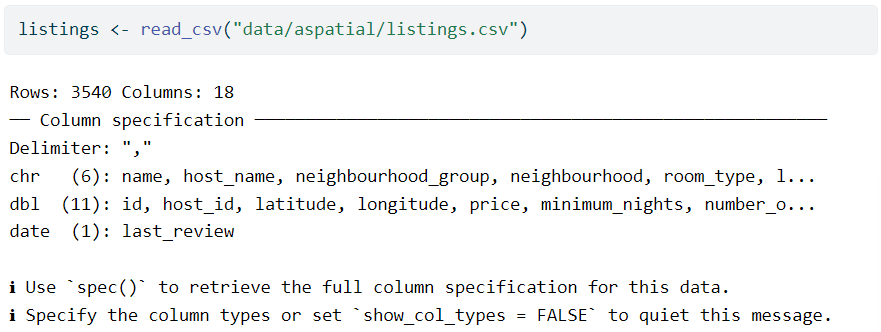 listings <- read_csv("data/aspatial/listings.csv")
Rows: 3540 Columns: 18
── Column specification ────────────────────────────────────────────────────────
Delimiter: ","
chr   (6): name, host_name, neighbourhood_group, neighbourhood, room_type, l...
dbl  (11): id, host_id, latitude, longitude, price, minimum_nights, number_o...
date  (1): last_review
ℹ Use `spec()` to retrieve the full column specification for this data.
ℹ Specify the column types or set `show_col_types = FALSE` to quiet this message.